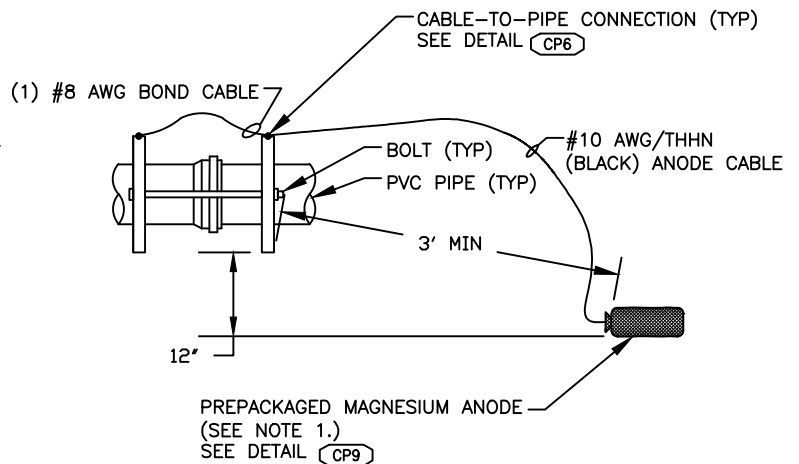 CABLE-TO-PIPE CONNECTION (TYP)
SEE DETAIL CP6
(1) #8 AWG BOND CABLE
BOLT (TYP)
PVC PIPE (TYP)
#10 AWG/THHN
(BLACK) ANODE CABLE
3' MIN
12"
PREPACKAGED MAGNESIUM ANODE
(SEE NOTE 1.)
SEE DETAIL CP9